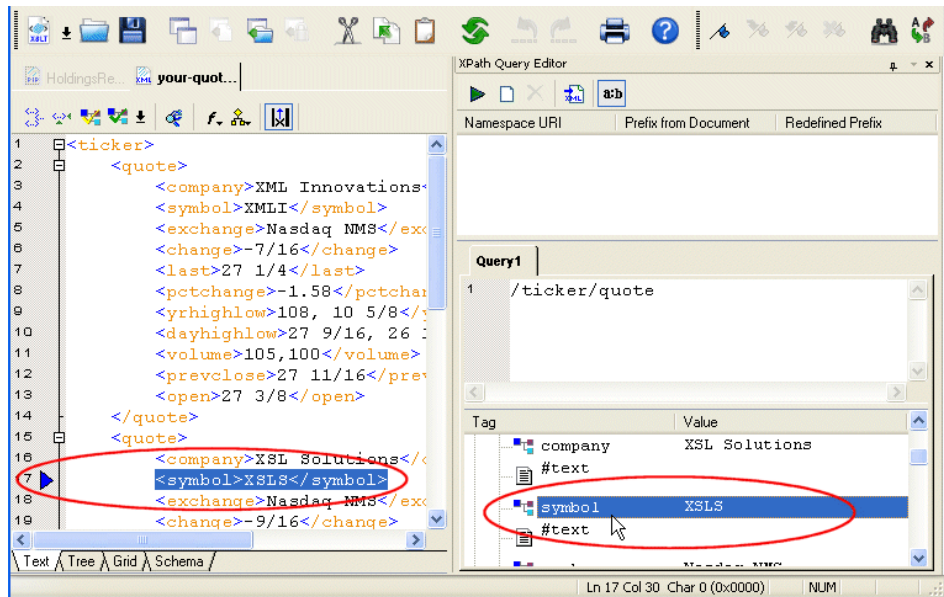 XSLT
HoldingsRe... your-quot...
1 <ticker>
2 <quote>
3 <company>XML Innovations<
4 <symbol>XMLI</symbol>
5 <exchange>Nasdaq NMS</exc
6 <change>-7/16</change>
7 <last>27 1/4</last>
8 <pctchange>-1.58</pctchan
9 <yrhighlow>108, 10 5/8</y
10 <dayhighlow>27 9/16, 26 1
11 <volume>105,100</volume>
12 <prevclose>27 11/16</prev
13 <open>27 3/8</open>
14 </quote>
15 <quote>
16 <company>XSL Solutions</c
17 <symbol>XSLS</symbol>
18 <exchange>Nasdaq NMS</exc
19 <change>-9/16</change>
Text Tree Grid Schema
XPath Query Editor
XML a:b
Namespace URI Prefix from Document Redefined Prefix
Query1
1 /ticker/quote
Tag Value
company XSL Solutions
#text
symbol XSLS
#text
Ln 17 Col 30 Char 0 (0x0000) NUM